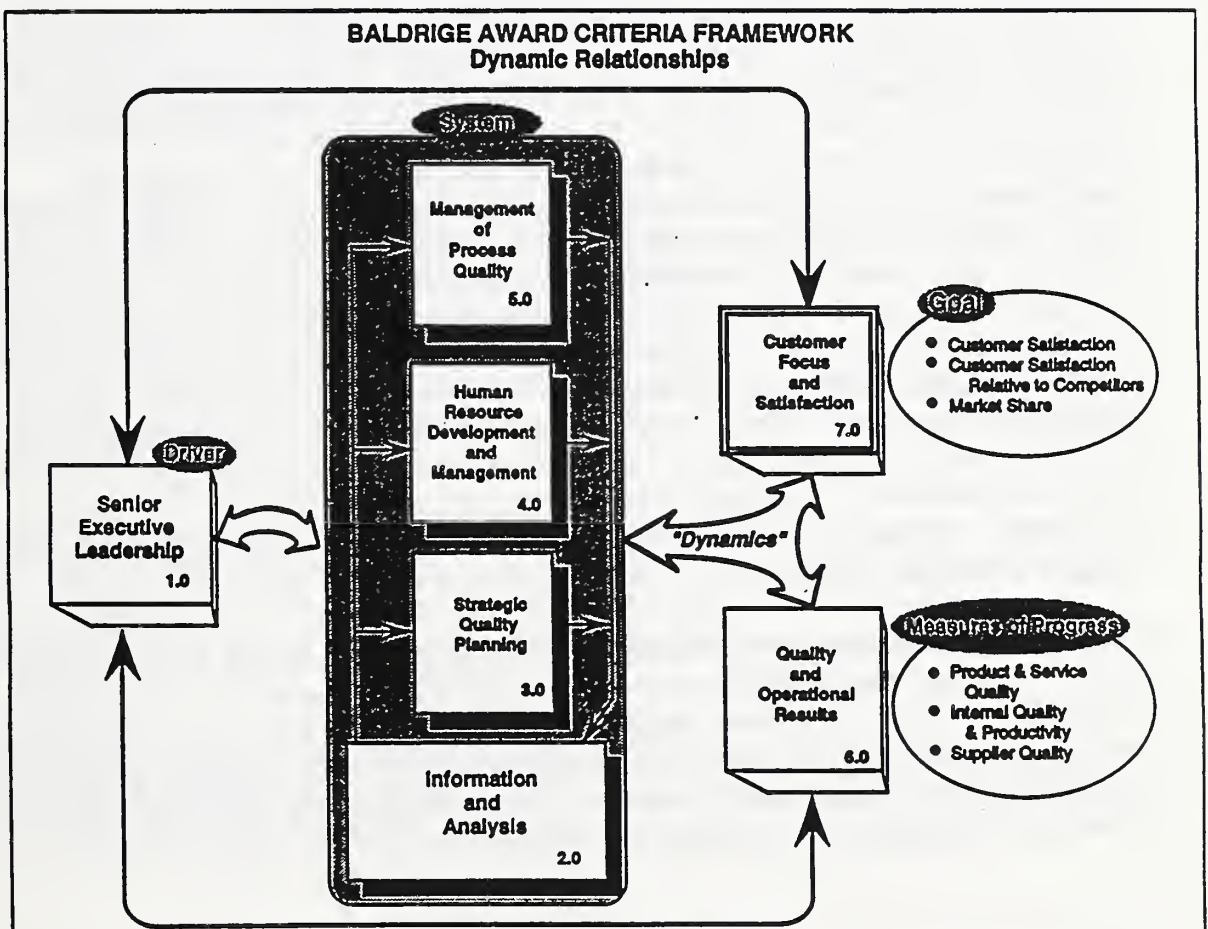 BALDRIGE AWARD CRITERIA FRAMEWORK
Dynamic Relationships
System
Management
of
Process
Quality
5.0
Human
Resource
Development
and
Management
4.0
Strategic
Quality
Planning
3.0
Information
and
Analysis
2.0
Driver
Senior
Executive
Leadership
1.0
"Dynamics"
Customer
Focus
and
Satisfaction
7.0
Goal
● Customer Satisfaction
● Customer Satisfaction
Relative to Competitors
● Market Share
Quality
and
Operational
Results
6.0
Measures of Progress
● Product & Service
Quality
● Internal Quality
& Productivity
● Supplier Quality